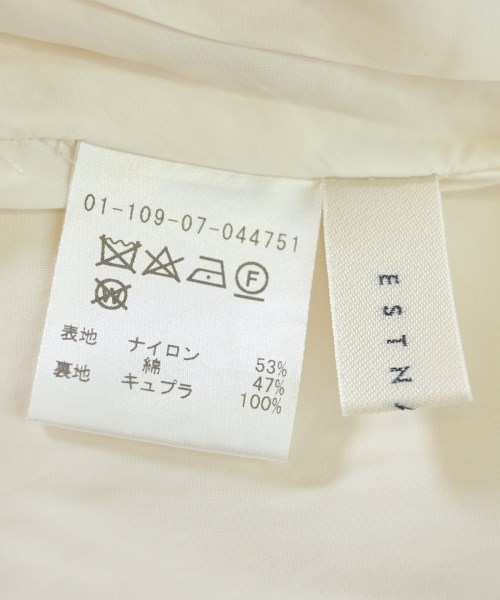 01-109-07-044751
F
W
表地 ナイロン 53%
綿 47%
裏地 キュプラ 100%
ESTNA